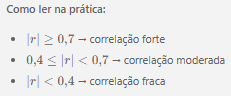 Como ler na prática:
• |r| ≥ 0,7 → correlação forte
• 0,4 ≤ |r| < 0,7 → correlação moderada
• |r| < 0,4 → correlação fraca